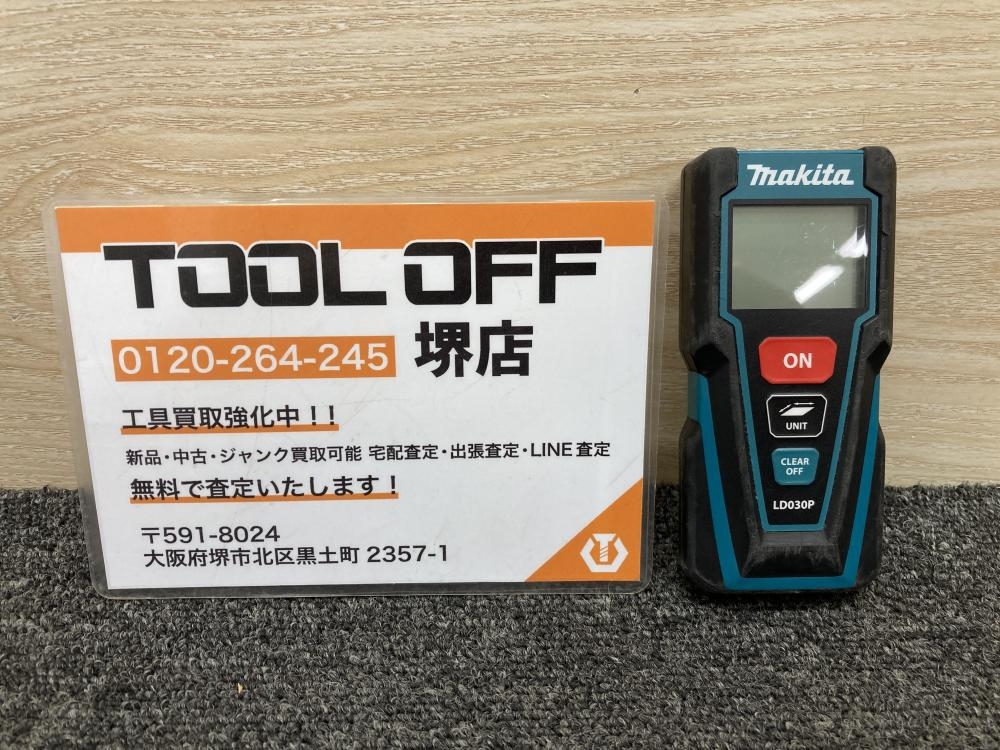 TOOL OFF
0120-264-245 堺店
工具買取強化中!!
新品・中古・ジャンク買取可能 宅配査定・出張査定・LINE査定
無料で査定いたします!
〒591-8024
大阪府堺市北区黒土町 2357-1
makita
ON
UNIT
CLEAR
OFF
LD030P